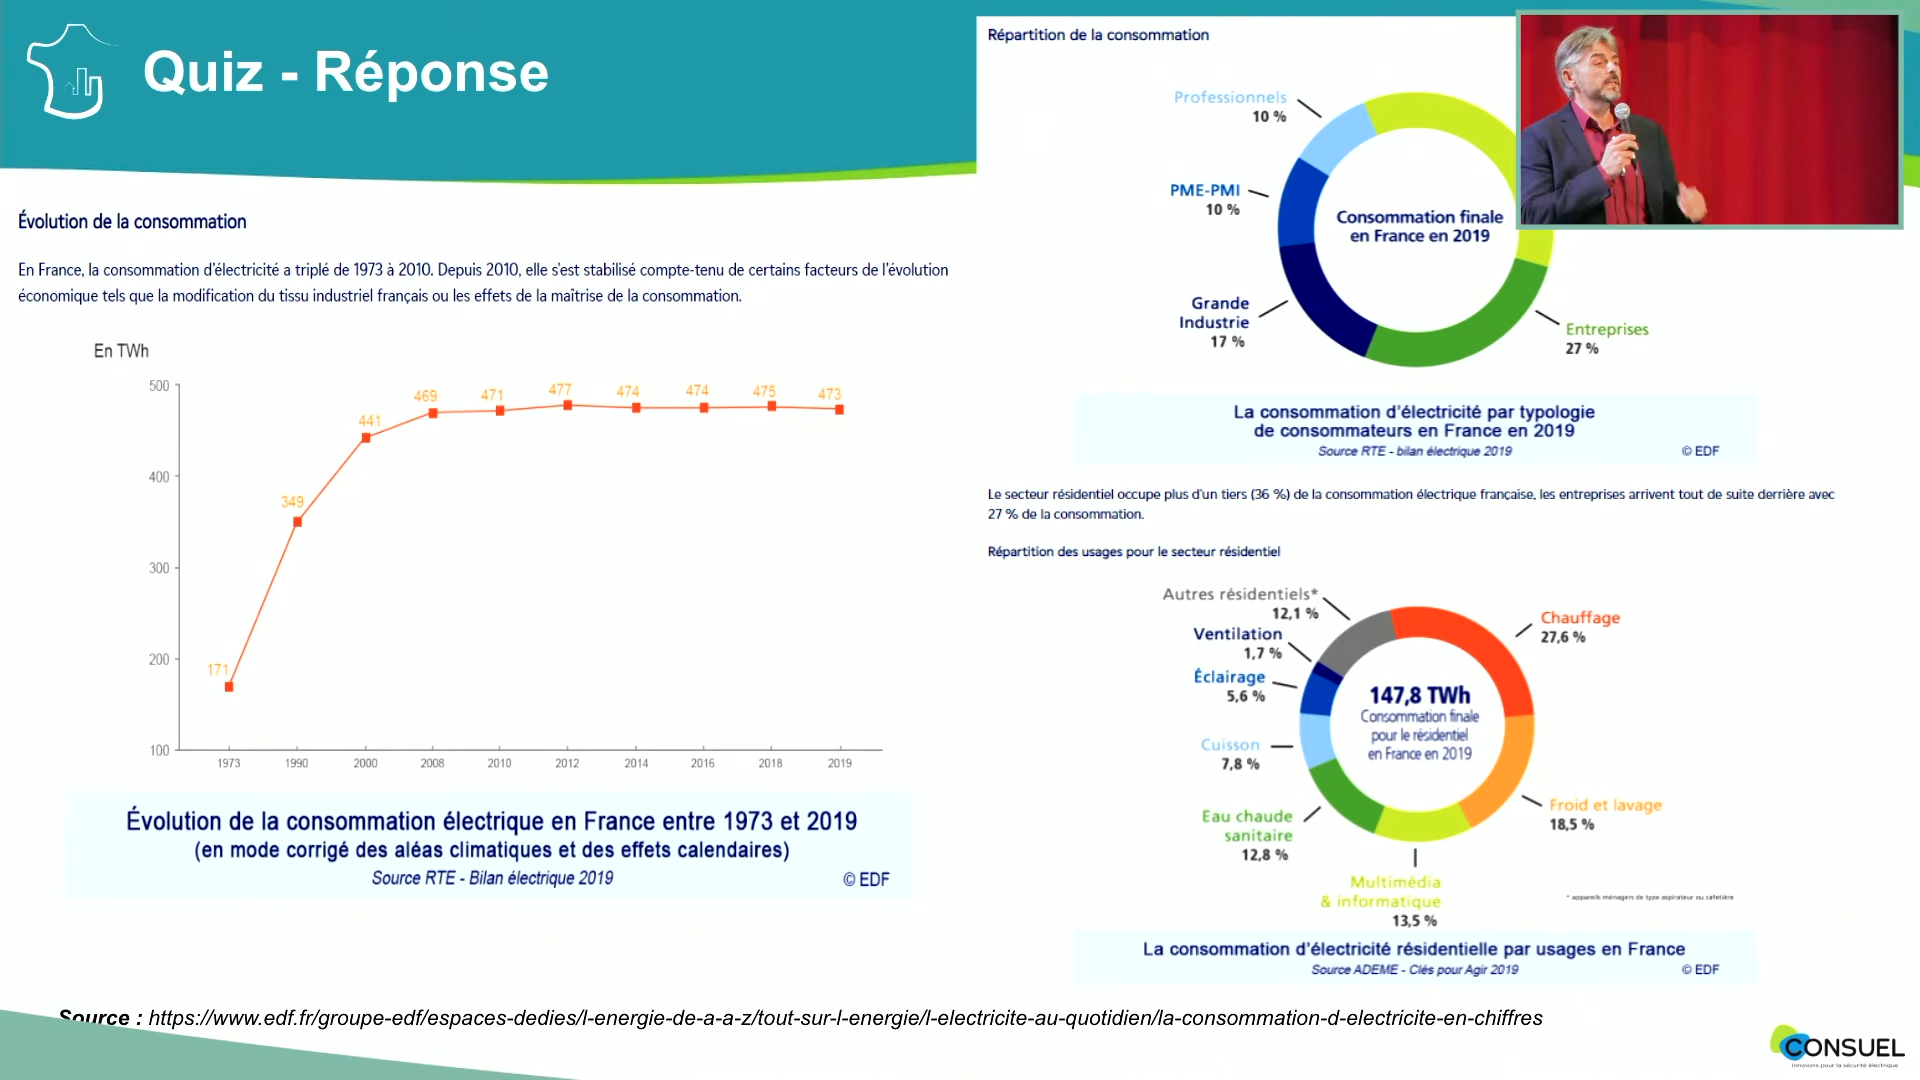 Quiz - Réponse
Évolution de la consommation
En France, la consommation d'électricité a triplé de 1973 à 2010. Depuis 2010, elle s'est stabilisé compte-tenu de certains facteurs de l'évolution
économique tels que la modification du tissu industriel français ou les effets de la maîtrise de la consommation.
En TWh
500
400
300
200
100
171
349
441
469
471
477
474
474
475
473
1973
1990
2000
2008
2010
2012
2014
2016
2018
2019
Évolution de la consommation électrique en France entre 1973 et 2019
(en mode corrigé des aléas climatiques et des effets calendaires)
Source RTE - Bilan électrique 2019
© EDF
Répartition de la consommation
Professionnels
10 %
PME-PMI
10 %
Grande
Industrie
17 %
Consommation finale
en France en 2019
Entreprises
27 %
La consommation d'électricité par typologie
de consommateurs en France en 2019
Source RTE - bilan électrique 2019
© EDF
Le secteur résidentiel occupe plus d'un tiers (36 %) de la consommation électrique française, les entreprises arrivent tout de suite derrière avec
27 % de la consommation.
Répartition des usages pour le secteur résidentiel
Autres résidentiels*
12,1 %
Ventilation
1,7 %
Éclairage
5,6 %
Cuisson
7,8 %
Eau chaude
sanitaire
12,8 %
Multimédia
& informatique
13,5 %
Chauffage
27,6 %
Froid et lavage
18,5 %
147,8 TWh
Consommation finale
pour le résidentiel
en France en 2019
* appareils ménagers de type aspirateur ou cafetière
La consommation d'électricité résidentielle par usages en France
Source ADEME - Clés pour Agir 2019
© EDF
Source : https://www.edf.fr/groupe-edf/espaces-dedies/l-energie-de-a-a-z/tout-sur-l-energie/l-electricite-au-quotidien/la-consommation-d-electricite-en-chiffres
CONSUEL
Innovons pour la sécurité électrique